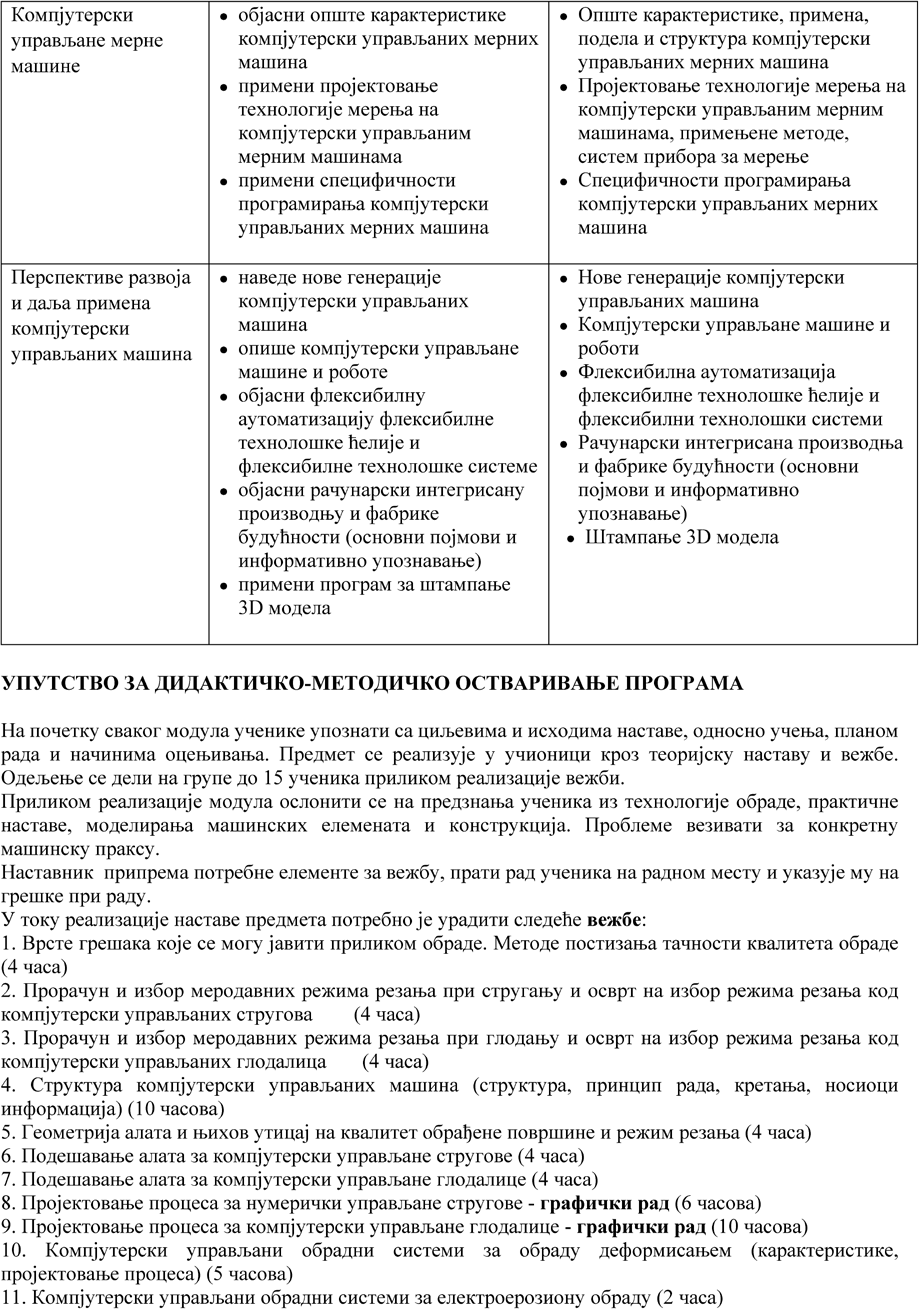 Компјутерски
управљане мерне
машине
• објасни опште карактеристике
компјутерски управљаних мерних
машина
• примени пројектовање
технологије мерења на
компјутерски управљаним
мерним машинама
• примени специфичности
програмирања компјутерски
управљаних мерних машина
• Опште карактеристике, примена,
подела и структура компјутерски
управљаних мерних машина
• Пројектовање технологије мерења на
компјутерски управљаним мерним
машинама, примењене методе,
систем прибора за мерење
• Специфичности програмирања
компјутерски управљаних мерних
машина
Перспективе развоја
и даља примена
компјутерски
управљаних машина
• наведе нове генерације
компјутерски управљаних
машина
• опише компјутерски управљане
машине и роботе
• објасни флексибилну
аутоматизацију флексибилне
технолошке ћелије и
флексибилне технолошке системе
• објасни рачунарски интегрисану
производњу и фабрике
будућности (основни појмови и
информативно упознавање)
• примени програм за штампање
3D модела
• Нове генерације компјутерски
управљаних машина
• Компјутерски управљане машине и
роботи
• Флексибилна аутоматизација
флексибилне технолошке ћелије и
флексибилни технолошки системи
• Рачунарски интегрисана производња
и фабрике будућности (основни
појмови и информативно
упознавање)
• Штампање 3D модела
УПУТСТВО ЗА ДИДАКТИЧКО-МЕТОДИЧКО ОСТВАРИВАЊЕ ПРОГРАМА
На почетку сваког модула ученике упознати са циљевима и исходима наставе, односно учења, планом
рада и начинима оцењивања. Предмет се реализује у учионици кроз теоријску наставу и вежбе.
Одељење се дели на групе до 15 ученика приликом реализације вежби.
Приликом реализације модула ослонити се на предзнања ученика из технологије обраде, практичне
наставе, моделирања машинских елемената и конструкција. Проблеме везивати за конкретну
машинску праксу.
Наставник припрема потребне елементе за вежбу, прати рад ученика на радном месту и указује му на
грешке при раду.
У току реализације наставе предмета потребно је урадити следеће вежбе:
1. Врсте грешака које се могу јавити приликом обраде. Методе постизања тачности квалитета обраде
(4 часа)
2. Прорачун и избор меродавних режима резања при стругању и осврт на избор режима резања код
компјутерски управљаних стругова (4 часа)
3. Прорачун и избор меродавних режима резања при глодању и осврт на избор режима резања код
компјутерски управљаних глодалица (4 часа)
4. Структура компјутерски управљаних машина (структура, принцип рада, кретања, носиоци
информација) (10 часова)
5. Геометрија алата и њихов утицај на квалитет обрађене површине и режим резања (4 часа)
6. Подешавање алата за компјутерски управљане стругове (4 часа)
7. Подешавање алата за компјутерски управљане глодалице (4 часа)
8. Пројектовање процеса за нумерички управљане стругове - графички рад (6 часова)
9. Пројектовање процеса за компјутерски управљане глодалице - графички рад (10 часова)
10. Компјутерски управљани обрадни системи за обраду деформисањем (карактеристике,
пројектовање процеса) (5 часова)
11. Компјутерски управљани обрадни системи за електроерозиону обраду (2 часа)